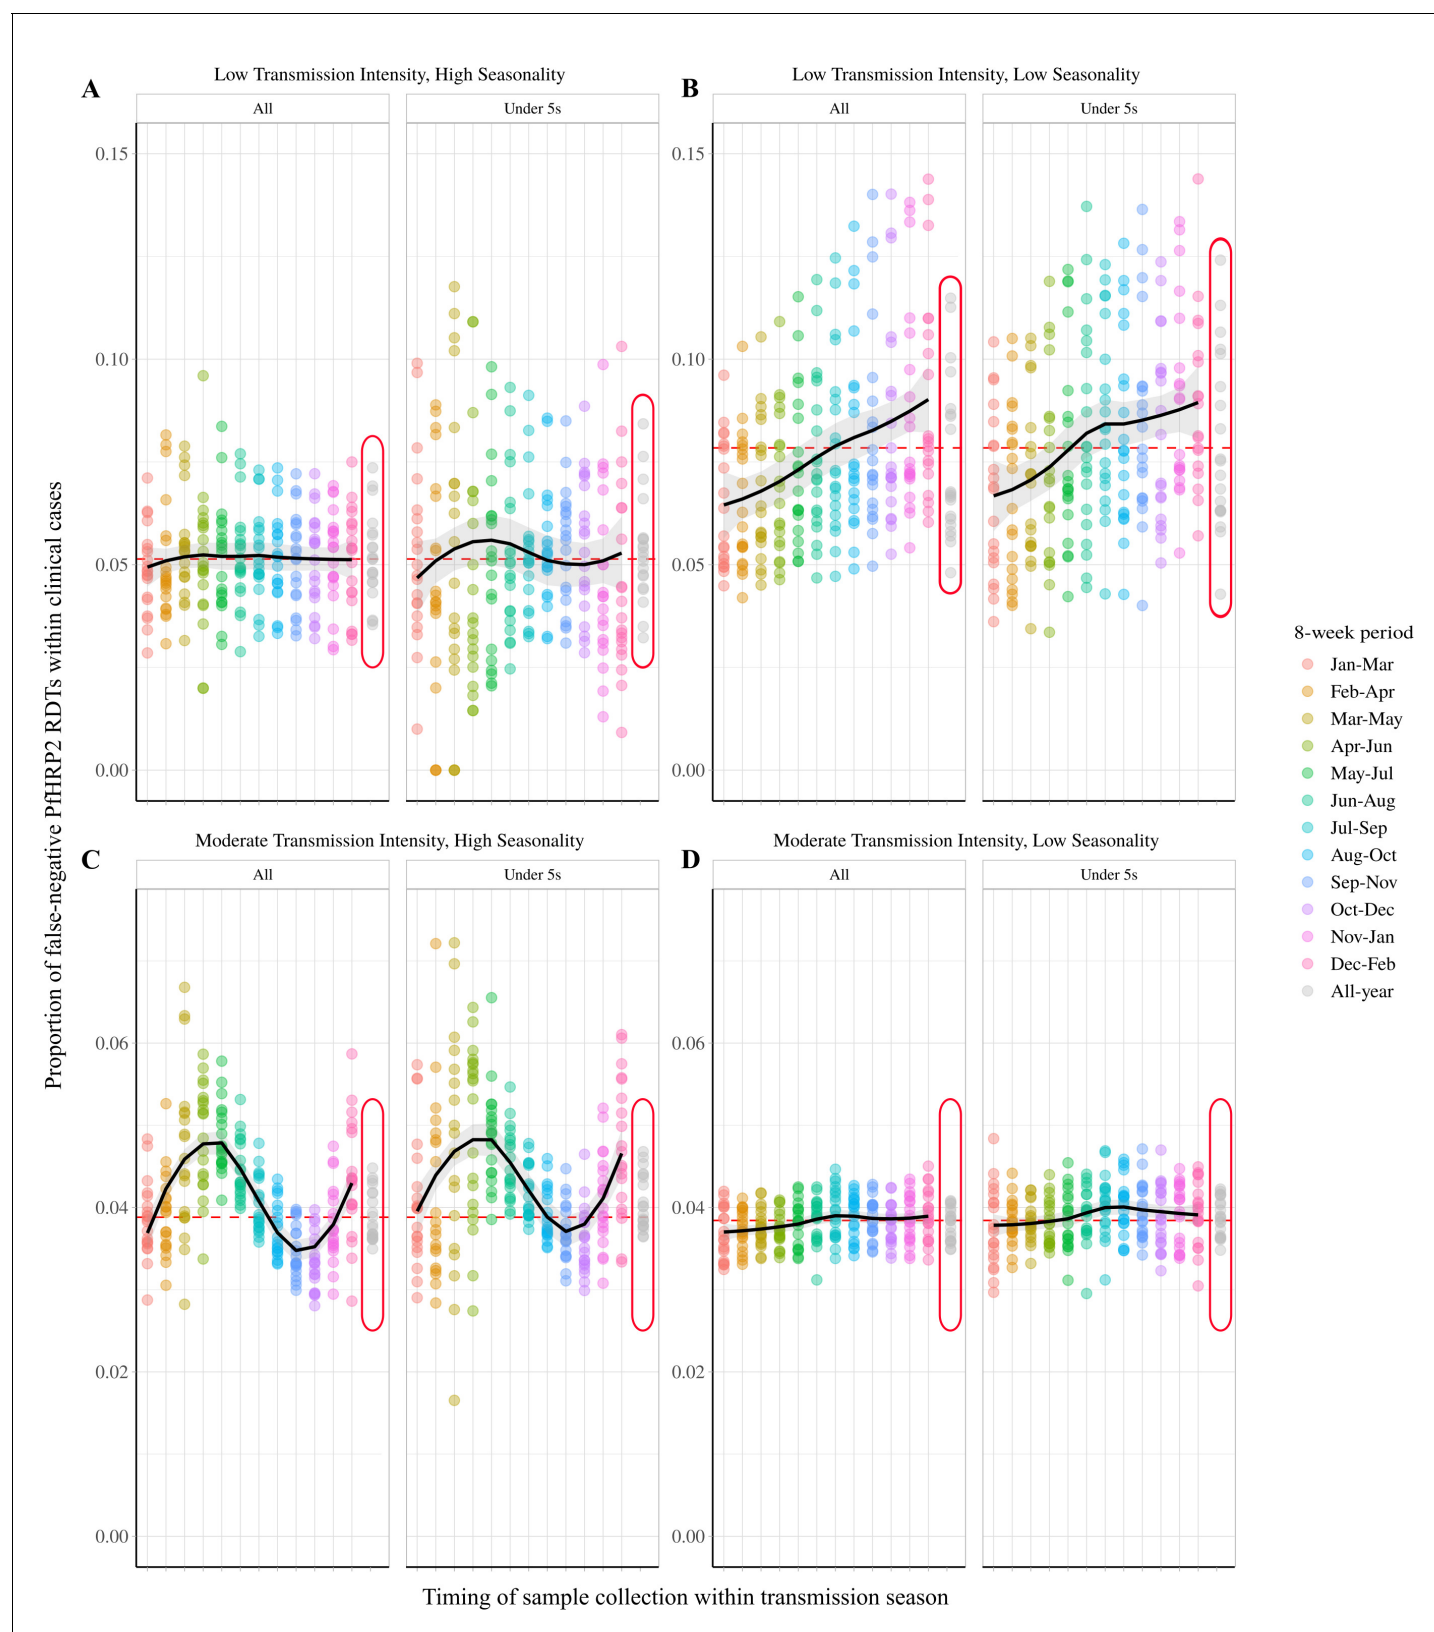 Low Transmission Intensity, High Seasonality
Low Transmission Intensity, Low Seasonality
A
B
All
Under 5s
All
Under 5s
0.15
0.10
0.05
0.00
0.15
0.10
0.05
0.00
Moderate Transmission Intensity, High Seasonality
Moderate Transmission Intensity, Low Seasonality
C
D
All
Under 5s
All
Under 5s
0.06
0.04
0.02
0.00
0.06
0.04
0.02
0.00
Proportion of false-negative PfHRP2 RDTs within clinical cases
Timing of sample collection within transmission season
8-week period
Jan-Mar
Feb-Apr
Mar-May
Apr-Jun
May-Jul
Jun-Aug
Jul-Sep
Aug-Oct
Sep-Nov
Oct-Dec
Nov-Jan
Dec-Feb
All-year